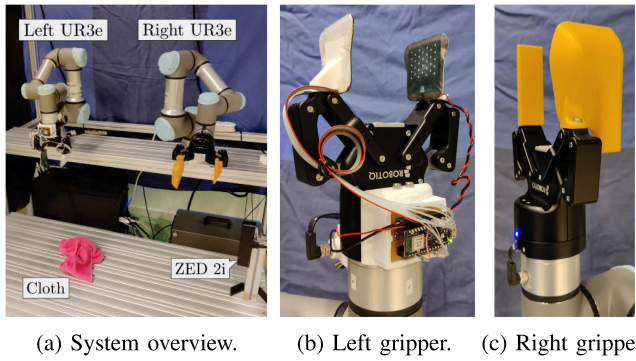 Left UR3e
Right UR3e
ZED 2i
Cloth
ROBOTIQ
(a) System overview.
(b) Left gripper.
(c) Right grippe